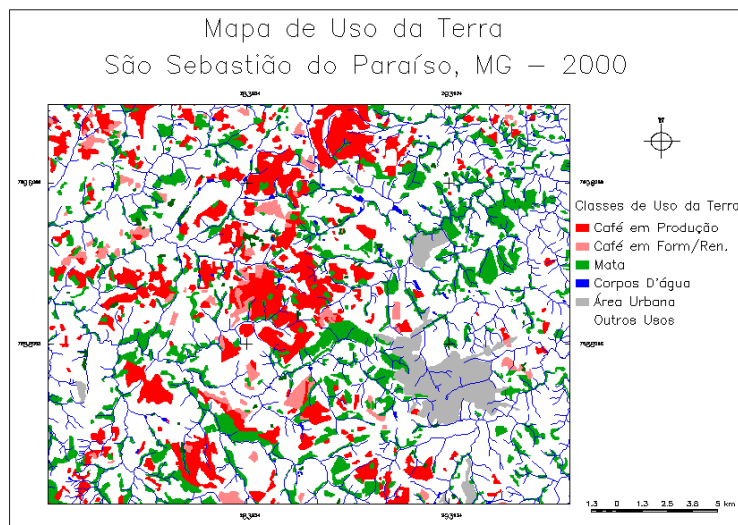 Mapa de Uso da Terra
São Sebastião do Paraíso, MG – 2000
N
Classes de Uso da Terra
Café em Produção
Café em Form/Ren.
Mata
Corpos D'água
Área Urbana
Outros Usos
1.3 0 1.3 2.5 3.8 5 km